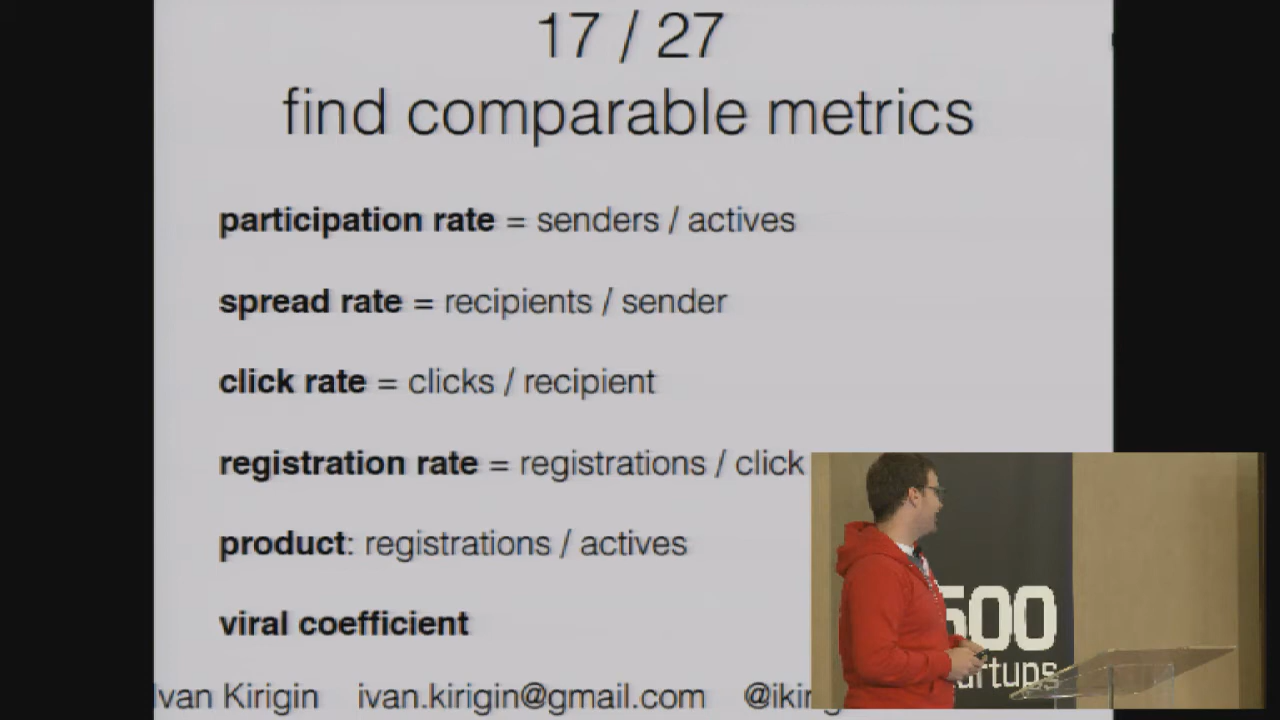 17 / 27
find comparable metrics
participation rate = senders / actives
spread rate = recipients / sender
click rate = clicks / recipient
registration rate = registrations / click
product: registrations / actives
viral coefficient
Ivan Kirigin ivan.kirigin@gmail.com
500